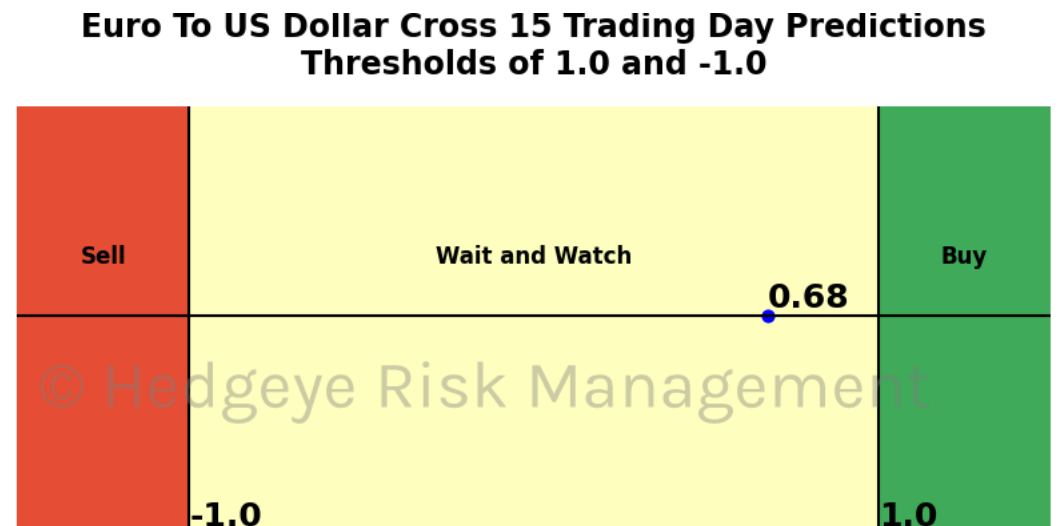 Euro To US Dollar Cross 15 Trading Day Predictions
Thresholds of 1.0 and -1.0
Sell
Wait and Watch
Buy
0.68
© Hedgeye Risk Management
-1.0
1.0